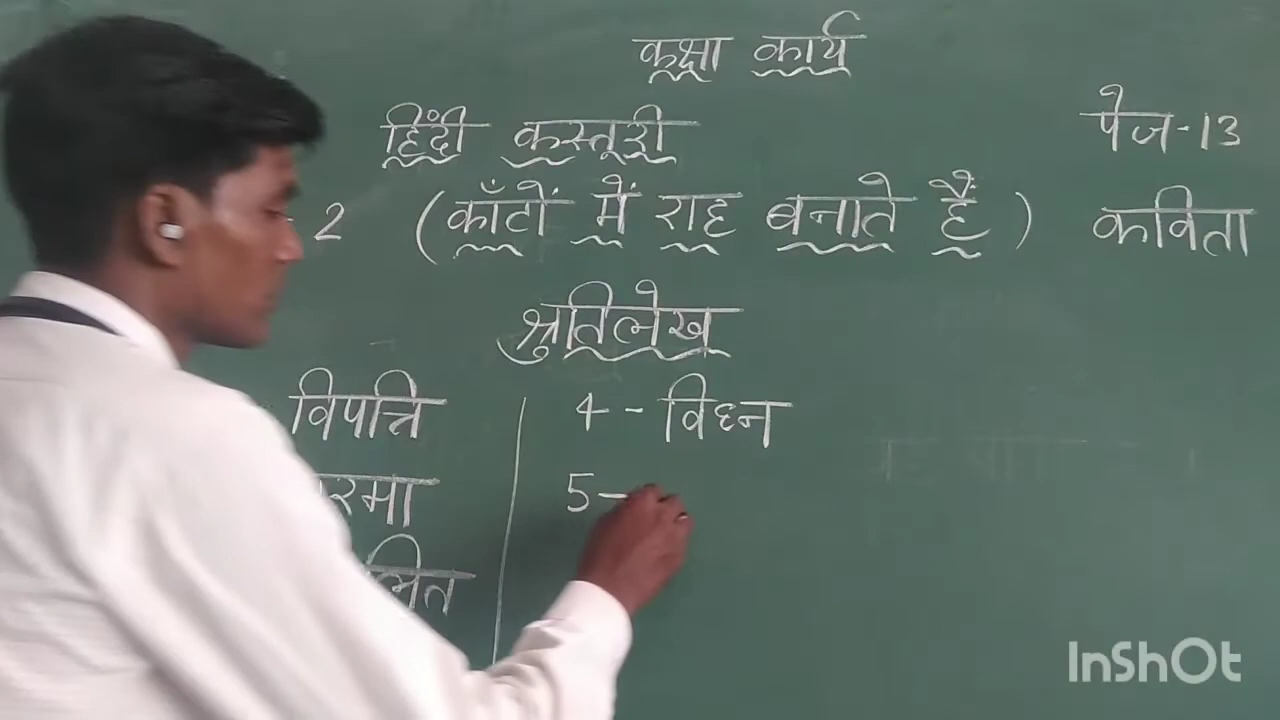 कक्षा कार्य
हिंदी कस्तूरी
पेज-13
2 (काँटों में राह बनाते हैं) कविता
श्रुतिलेख
विपत्ति
4 - विघ्न
5-
InShOt